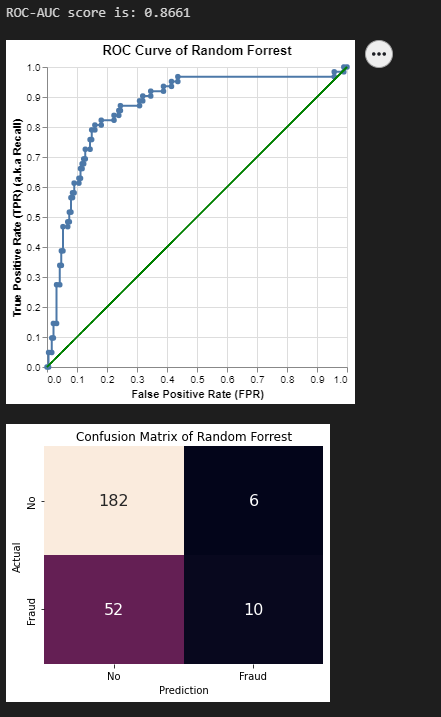 ROC-AUC score is: 0.8661
ROC Curve of Random Forrest
True Positive Rate (TPR) (a.k.a Recall)
1.0
0.9
0.8
0.7
0.6
0.5
0.4
0.3
0.2
0.1
0.0
0.0 0.1 0.2 0.3 0.4 0.5 0.6 0.7 0.8 0.9 1.0
False Positive Rate (FPR)
Confusion Matrix of Random Forrest
Actual
No
182 6
Fraud
52 10
No Fraud
Prediction